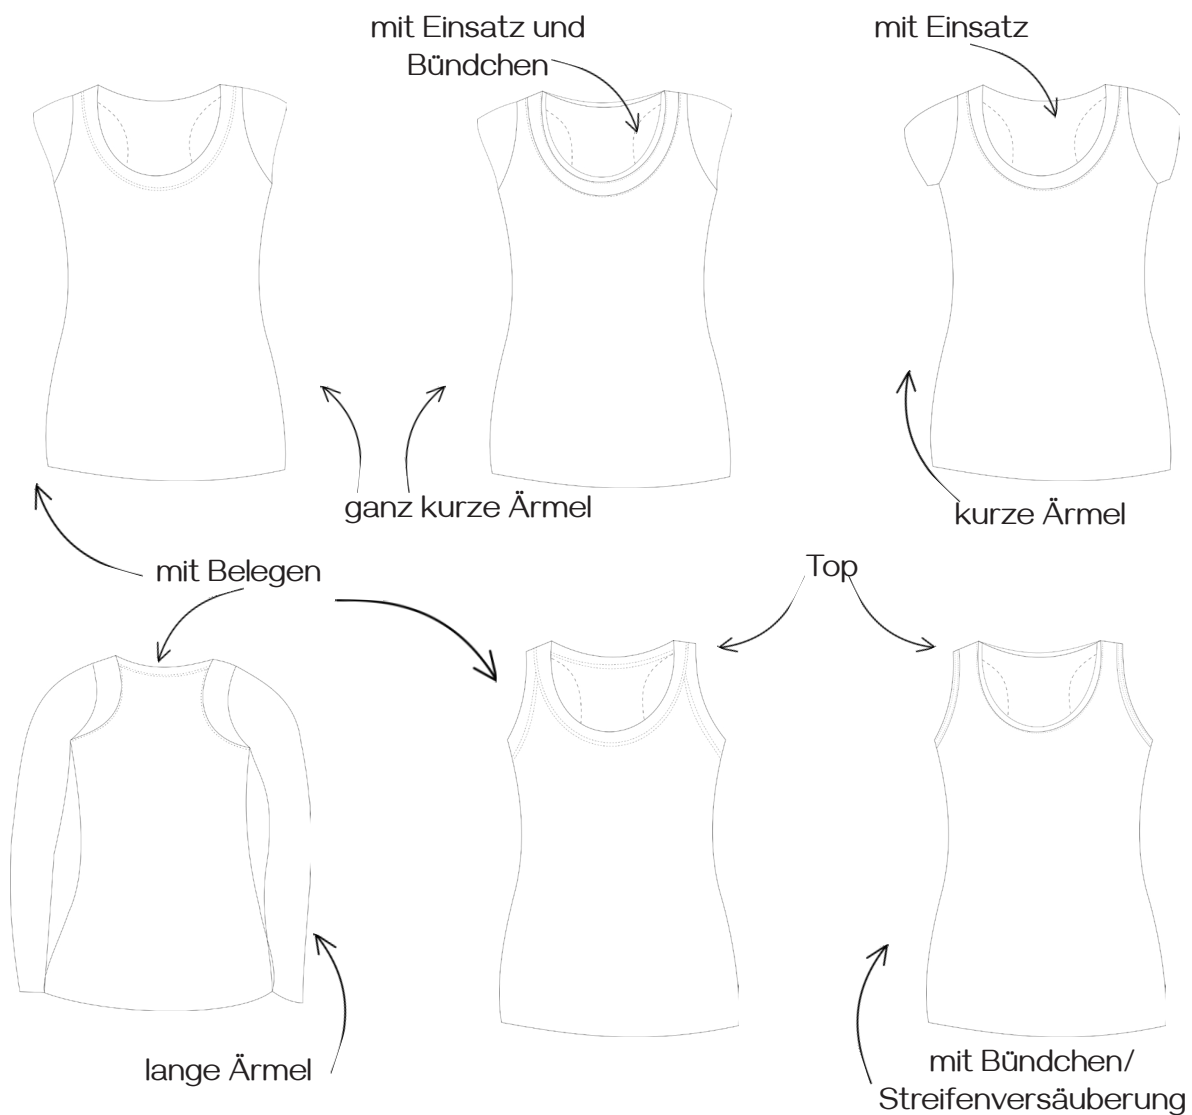 mit Einsatz und
Bündchen
mit Einsatz
ganz kurze Ärmel
kurze Ärmel
mit Belegen
Top
lange Ärmel
mit Bündchen/
Streifenversäuberung